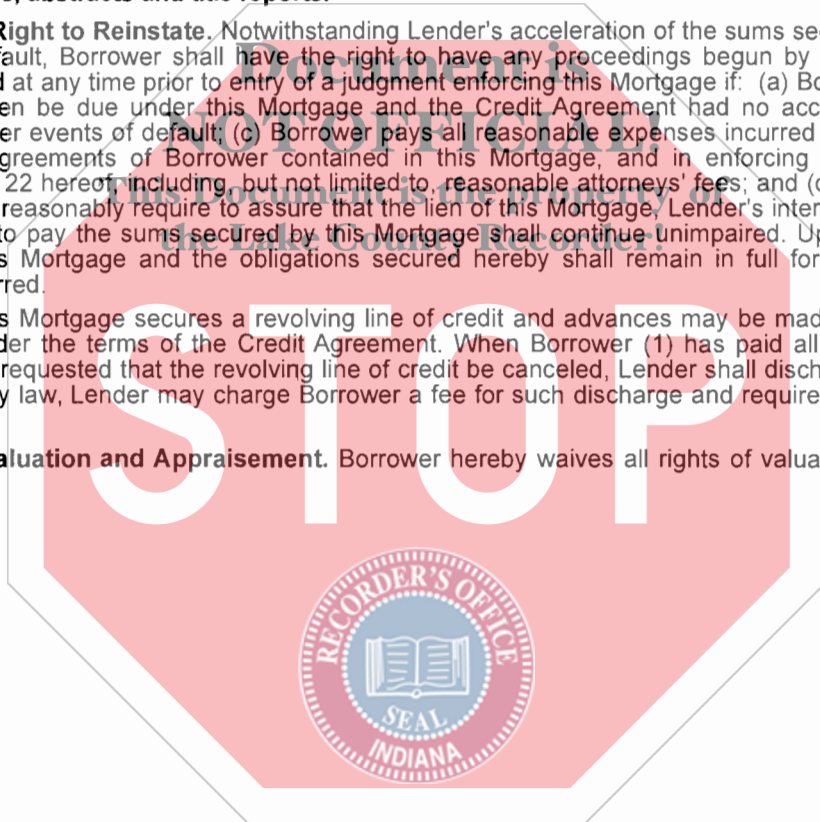 s, abstracts and
reports.
Right to Reinstate. Notwithstanding Lender's acceleration of the sums se
fault, Borrower shall have the right to have any proceedings begun by
d at any time prior to entry of a judgment enforcing this Mortgage if: (a) Bo
en be due under this Mortgage and the Credit Agreement had no acc
er events of default; (c) Borrower pays all reasonable expenses incurred
greements of Borrower contained in this Mortgage, and in enforcing
22 hereof, including, but not limited to, reasonable attorneys' fees; and (d
reasonably require to assure that the lien of this Mortgage, Lender's inter
to pay the sums secured by this Mortgage shall continue unimpaired. Up
s Mortgage and the obligations secured hereby shall remain in full for
rred.
s Mortgage secures a revolving line of credit and advances may be mad
der the terms of the Credit Agreement. When Borrower (1) has paid all
requested that the revolving line of credit be canceled, Lender shall disch
y law, Lender may charge Borrower a fee for such discharge and require
aluation and Appraisement. Borrower hereby waives all rights of valua
Document is
NOT OFFICIAL!
This Document is the property of
the Lake County Recorder!
STOP
RECORDER'S OFFICE
SEAL
INDIANA